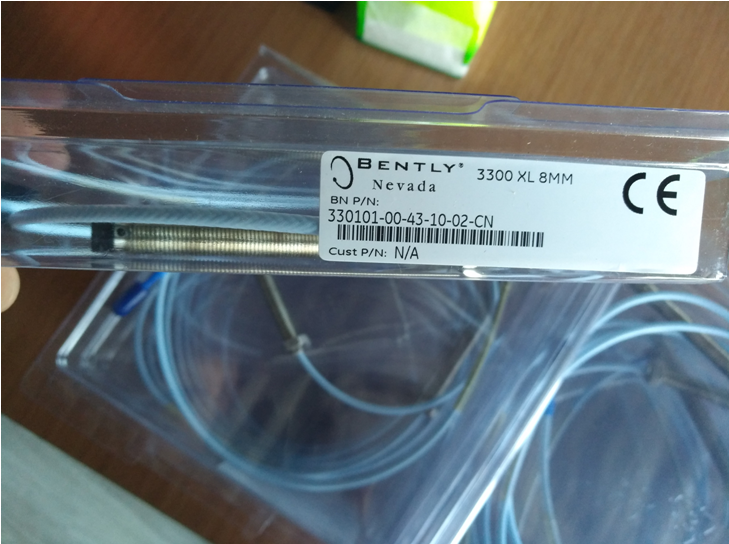 BENTLY®
Nevada
3300 XL 8MM
CE
BN P/N:
330101-00-43-10-02-CN
Cust P/N: N/A